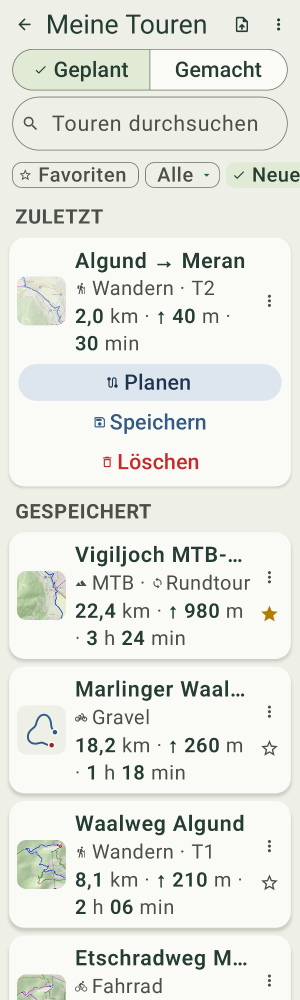 Meine Touren
Geplant
Gemacht
Touren durchsuchen
Favoriten
Alle
Neue
ZULETZT
Algund → Meran
Wandern · T2
2,0 km · ↑ 40 m ·
30 min
Planen
Speichern
Löschen
GESPEICHERT
Vigiljoch MTB-...
MTB · Rundtour
22,4 km · ↑ 980 m
· 3 h 24 min
Marlinger Waal...
Gravel
18,2 km · ↑ 260 m
· 1 h 18 min
Waalweg Algund
Wandern · T1
8,1 km · ↑ 210 m ·
2 h 06 min
Etschradweg M...
Fahrrad